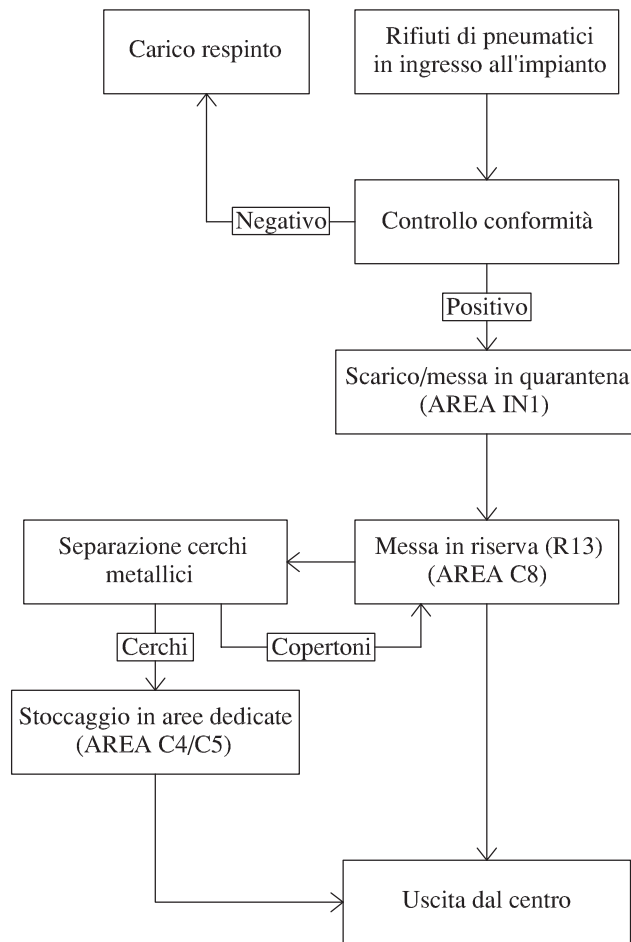 Carico respinto
Rifiuti di pneumatici
in ingresso all'impianto
Negativo
Controllo conformità
Positivo
Scarico/messa in quarantena
(AREA IN1)
Separazione cerchi
metallici
Messa in riserva (R13)
(AREA C8)
Cerchi
Copertoni
Stoccaggio in aree dedicate
(AREA C4/C5)
Uscita dal centro